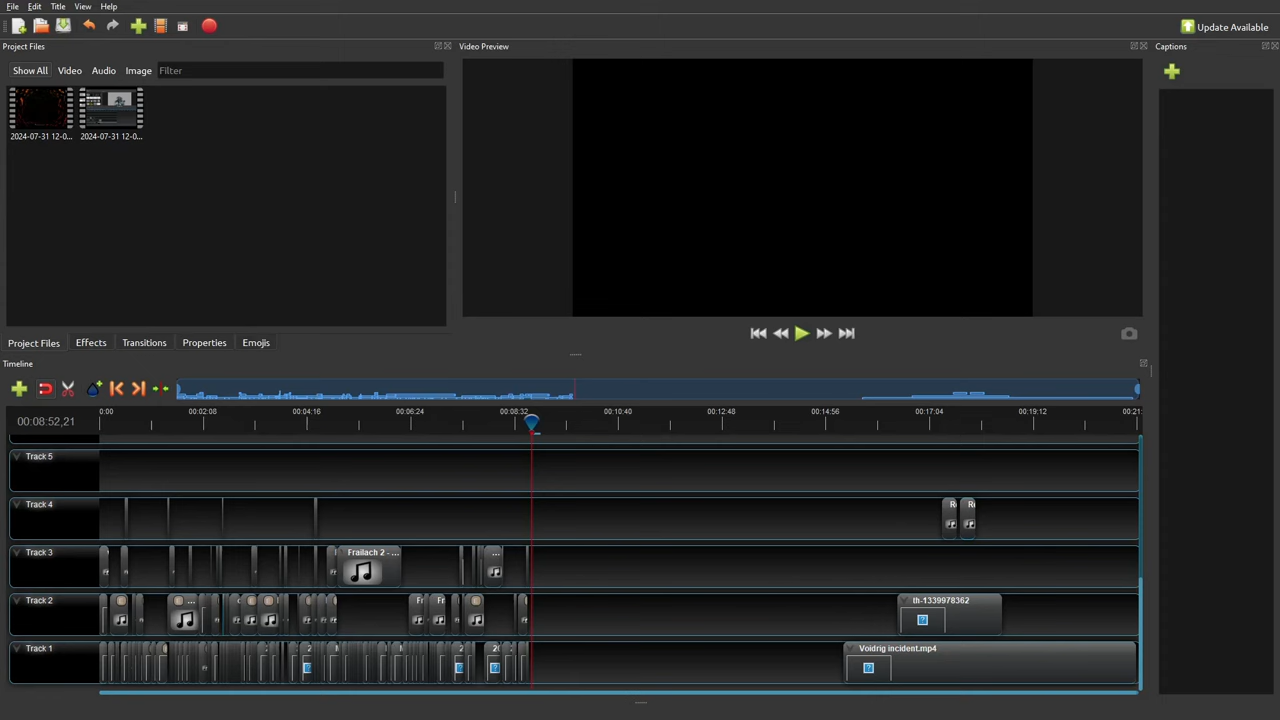 File Edit Title View Help
Update Available
Project Files
Video Preview
Captions
Show All Video Audio Image Filter
2024-07-31 12-0... 2024-07-31 12-0...
Project Files Effects Transitions Properties Emojis
Timeline
00:08:52,21
0:00 00:02:08 00:04:16 00:06:24 00:08:32 00:10:40 00:12:48 00:14:56 00:17:04 00:19:12 00:21:
Track 5
Track 4
Track 3
Frailach 2 - ...
...
Track 2
...
Fr
th-1339978362
Track 1
Voidrig incident.mp4